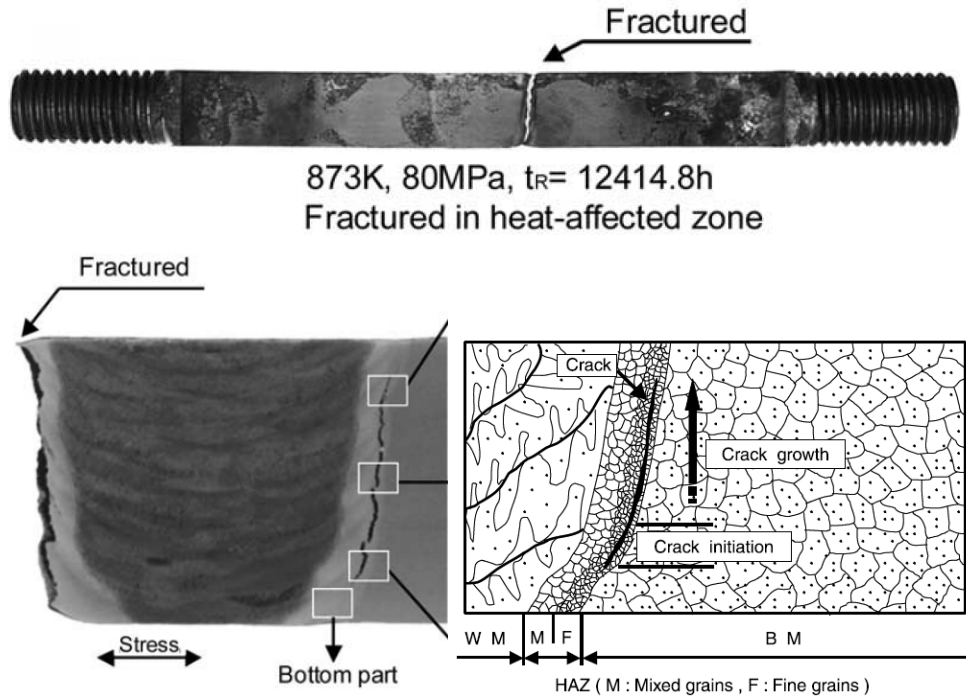 Fractured
873K, 80MPa, tR= 12414.8h
Fractured in heat-affected zone
Fractured
Stress
Bottom part
Crack
Crack growth
Crack initiation
W M M F B M
HAZ ( M : Mixed grains , F : Fine grains )